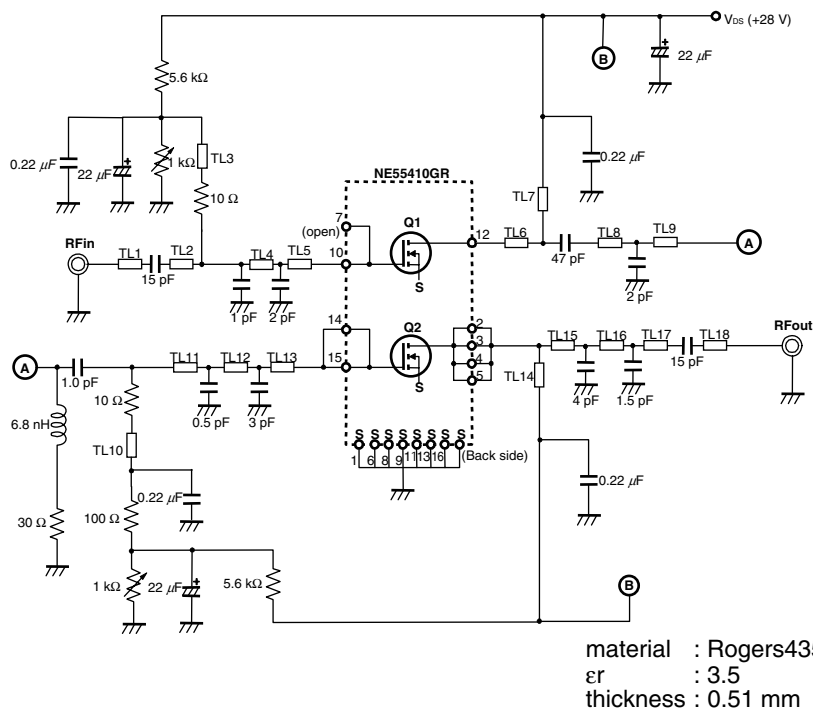 VDS (+28 V)
B
22 µF
5.6 kΩ
0.22 µF
22 µF
1 kΩ
TL3
10 Ω
NE55410GR
0.22 µF
TL7
7
(open)
Q1
12
TL6
47 pF
TL8
TL9
A
RFin
TL1
15 pF
TL2
TL4
TL5
10
S
1 pF
2 pF
2 pF
14
Q2
2
3
4
5
TL15
TL16
TL17
TL18
RFout
15 pF
A
1.0 pF
TL11
TL12
TL13
15
S
TL14
4 pF
1.5 pF
10 Ω
0.5 pF
3 pF
6.8 nH
TL10
S S S S S S S S
(Back side)
1 6 8 9 11 13 16
0.22 µF
0.22 µF
30 Ω
100 Ω
1 kΩ
22 µF
5.6 kΩ
B
material : Rogers435
εr : 3.5
thickness : 0.51 mm